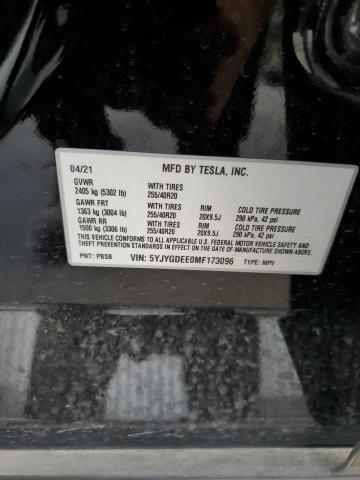 04/21 MFD BY TESLA, INC.
GVWR
2405 kg (5302 lb) WITH TIRES 255/40R20
GAWR FRT
1363 kg (3004 lb) WITH TIRES 255/40R20 RIM 20X9.5J COLD TIRE PRESSURE 290 kPa, 42 psi
GAWR RR
1500 kg (3306 lb) WITH TIRES 255/40R20 RIM 20X9.5J COLD TIRE PRESSURE 290 kPa, 42 psi
THIS VEHICLE CONFORMS TO ALL APPLICABLE U.S. FEDERAL MOTOR VEHICLE SAFETY AND
THEFT PREVENTION STANDARDS IN EFFECT ON THE DATE OF MANUFACTURE SHOWN ABOVE.
PNT: PBSB VIN: 5YJYGDEE0MF173096 TYPE: MPV